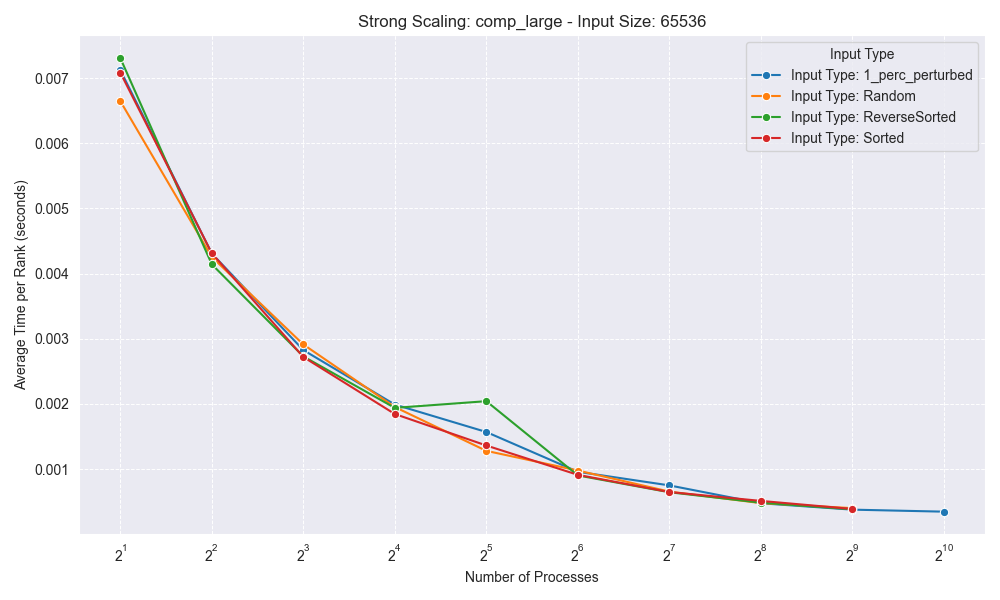 Strong Scaling: comp_large - Input Size: 65536
Input Type
Input Type: 1_perc_perturbed
Input Type: Random
Input Type: ReverseSorted
Input Type: Sorted
Average Time per Rank (seconds)
0.007
0.006
0.005
0.004
0.003
0.002
0.001
2^1 2^2 2^3 2^4 2^5 2^6 2^7 2^8 2^9 2^10
Number of Processes